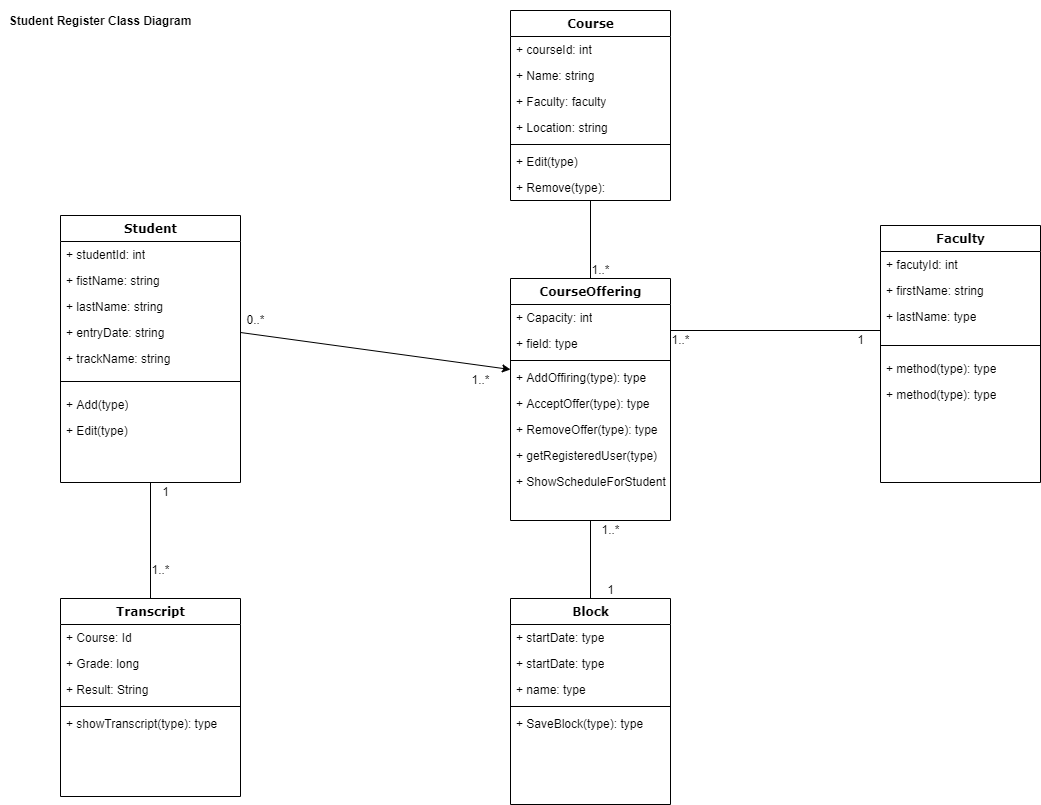 Student Register Class Diagram
Course
+ courseId: int
+ Name: string
+ Faculty: faculty
+ Location: string
+ Edit(type)
+ Remove(type):
1..*
Student
+ studentId: int
+ fistName: string
+ lastName: string
+ entryDate: string
+ trackName: string
+ Add(type)
+ Edit(type)
0..*
1..*
1
1..*
CourseOffering
+ Capacity: int
+ field: type
+ AddOffiring(type): type
+ AcceptOffer(type): type
+ RemoveOffer(type): type
+ getRegisteredUser(type)
+ ShowScheduleForStudent
1..*
1
Faculty
+ facutyId: int
+ firstName: string
+ lastName: type
+ method(type): type
+ method(type): type
1..*
1
Transcript
+ Course: Id
+ Grade: long
+ Result: String
+ showTranscript(type): type
Block
+ startDate: type
+ startDate: type
+ name: type
+ SaveBlock(type): type